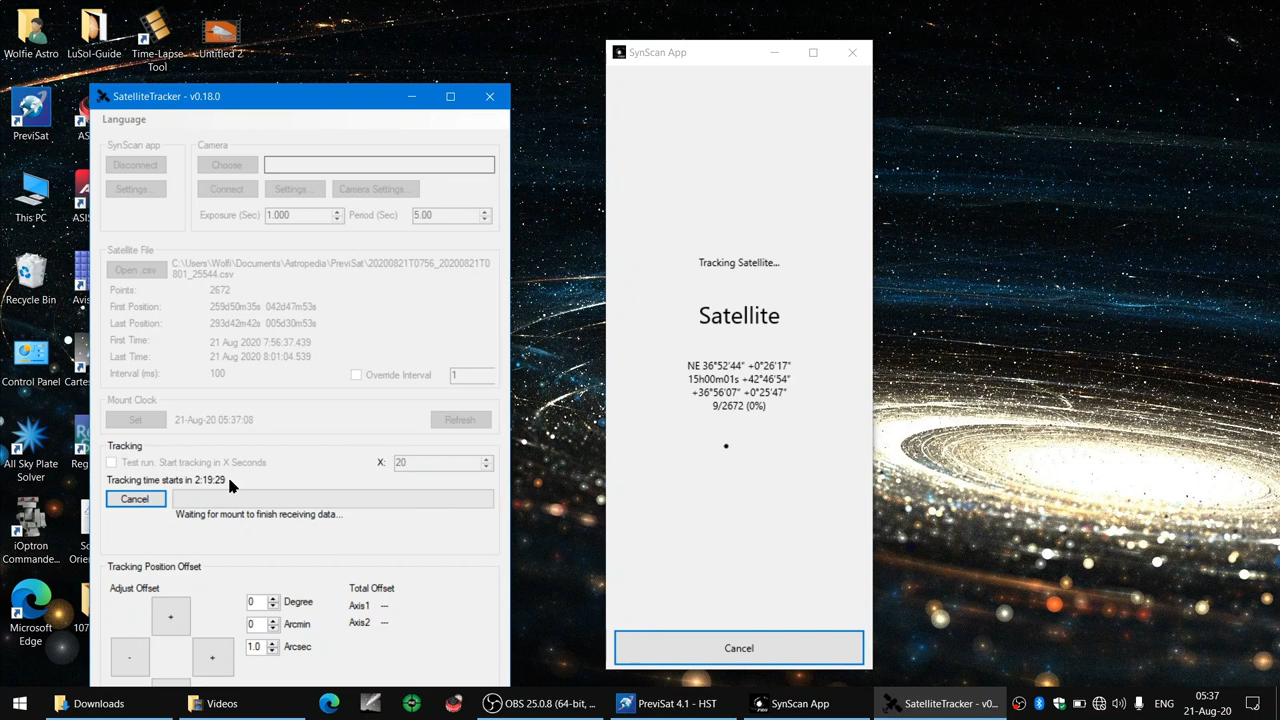 Wolfie Astro
LuSol-Guide
Time-Lapse
Tool
Untitled 2
SynScan App
SatelliteTracker - v0.18.0
Language
PreviSat
SynScan app
Camera
Disconnect
Choose
Settings...
Connect
Settings...
Camera Settings...
This PC
Exposure (Sec)
1.000
Period (Sec)
5.00
Satellite File
Open .csv
C:\Users\Wolfi\Documents\Astropedia\PreviSat\20200821T0756_20200821T0
801_25544.csv
Points:
2672
Recycle Bin
First Position:
259d50m35s 042d47m53s
Last Position:
293d42m42s 005d30m53s
First Time:
21 Aug 2020 7:56:37.439
Last Time:
21 Aug 2020 8:01:04.539
Interval (ms):
100
Override Interval
1
Control Panel
Mount Clock
Set
21-Aug-20 05:37:08
Refresh
Tracking
Test run. Start tracking in X Seconds
X:
20
Tracking time starts in 2:19:29
Cancel
Waiting for mount to finish receiving data...
All Sky Plate
Solver
iOptron
Commande...
Tracking Position Offset
Adjust Offset
Total Offset
0
Degree
Axis1 ---
0
Arcmin
Axis2 ---
1.0
Arcsec
+
-
+
Microsoft
Edge
107
Tracking Satellite...
Satellite
NE 36°52'44" +0°26'17"
15h00m01s +42°46'54"
+36°56'07" +0°25'47"
9/2672 (0%)
Cancel
Downloads
Videos
OBS 25.0.8 (64-bit, ...
PreviSat 4.1 - HST
SynScan App
SatelliteTracker - v0...
ENG
05:37
21-Aug-20